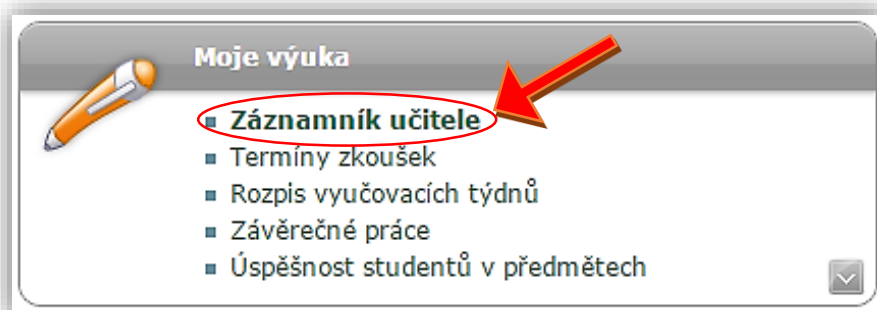 Moje výuka
Záznamník učitele
Termíny zkoušek
Rozpis vyučovacích týdnů
Závěrečné práce
Úspěšnost studentů v předmětech